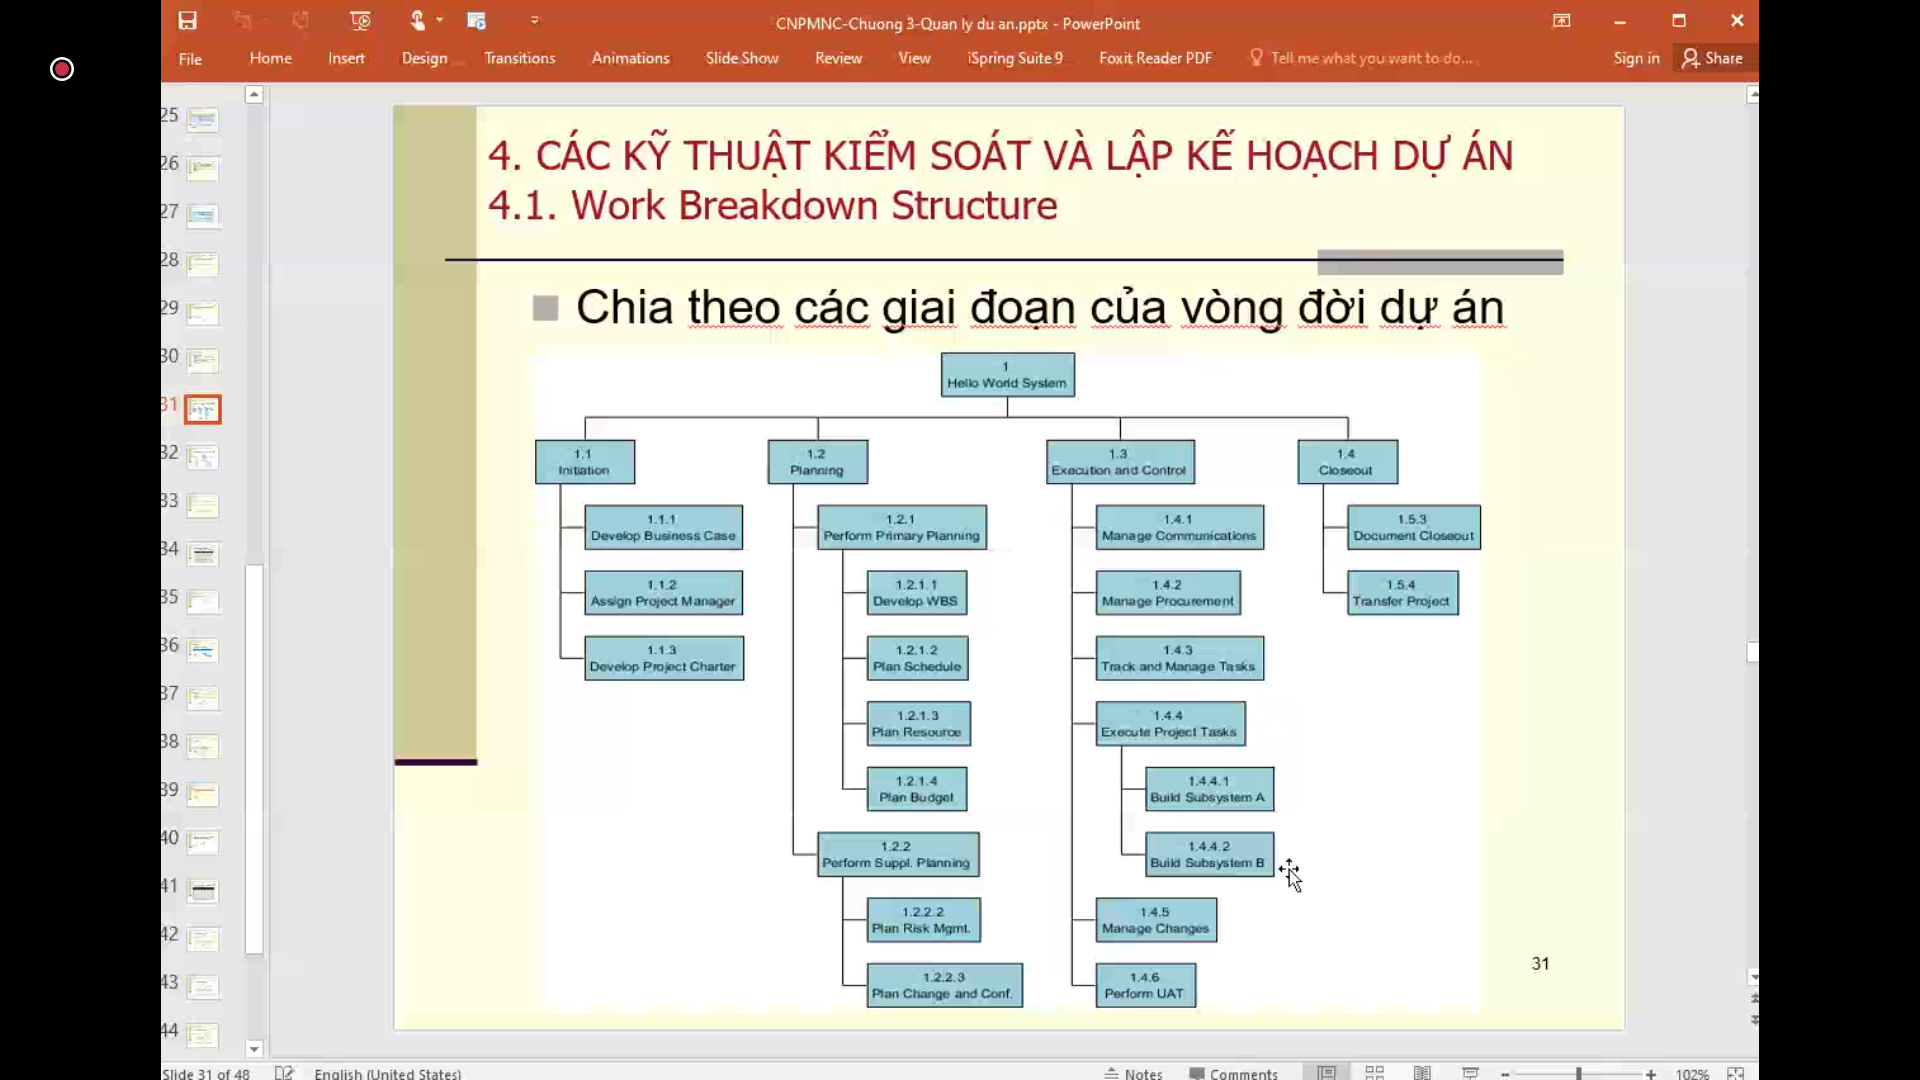 CNPMNC-Chuong 3-Quan ly du an.pptx - PowerPoint
File Home Insert Design Transitions Animations Slide Show Review View iSpring Suite 9 Foxit Reader PDF Tell me what you want to do... Sign in Share
25
26
27
28
29
30
31
32
33
34
35
36
37
38
39
40
41
42
43
44
4. CÁC KỸ THUẬT KIỂM SOÁT VÀ LẬP KẾ HOẠCH DỰ ÁN
4.1. Work Breakdown Structure
Chia theo các giai đoạn của vòng đời dự án
1
Hello World System
1.1
Initiation
1.1.1
Develop Business Case
1.1.2
Assign Project Manager
1.1.3
Develop Project Charter
1.2
Planning
1.2.1
Perform Primary Planning
1.2.1.1
Develop WBS
1.2.1.2
Plan Schedule
1.2.1.3
Plan Resource
1.2.1.4
Plan Budget
1.2.2
Perform Suppl. Planning
1.2.2.2
Plan Risk Mgmt.
1.2.2.3
Plan Change and Conf.
1.3
Execution and Control
1.4.1
Manage Communications
1.4.2
Manage Procurement
1.4.3
Track and Manage Tasks
1.4.4
Execute Project Tasks
1.4.4.1
Build Subsystem A
1.4.4.2
Build Subsystem B
1.4.5
Manage Changes
1.4.6
Perform UAT
1.4
Closeout
1.5.3
Document Closeout
1.5.4
Transfer Project
31
Slide 31 of 48 English (United States) Notes Comments 102%